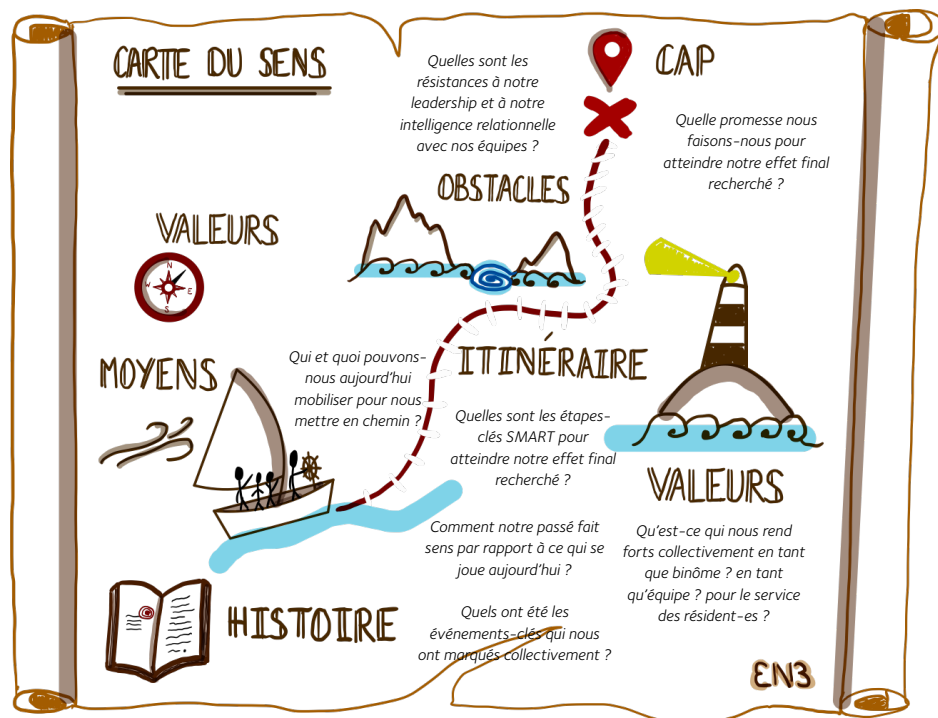 CARTE DU SENS
Quelles sont les
résistances à notre
leadership et à notre
intelligence relationnelle
avec nos équipes ?
CAP
Quelle promesse nous
faisons-nous pour
atteindre notre effet final
recherché ?
OBSTACLES
VALEURS
N
E
S
W
MOYENS
Qui et quoi pouvons-
nous aujourd'hui
mobiliser pour nous
mettre en chemin ?
ITINÉRAIRE
Quelles sont les étapes-
clés SMART pour
atteindre notre effet final
recherché ?
VALEURS
Qu'est-ce qui nous rend
forts collectivement en tant
que binôme ? en tant
qu'équipe ? pour le service
des résident-es ?
Comment notre passé fait
sens par rapport à ce qui se
joue aujourd'hui ?
HISTOIRE
Quels ont été les
événements-clés qui nous
ont marqués collectivement ?
EN3